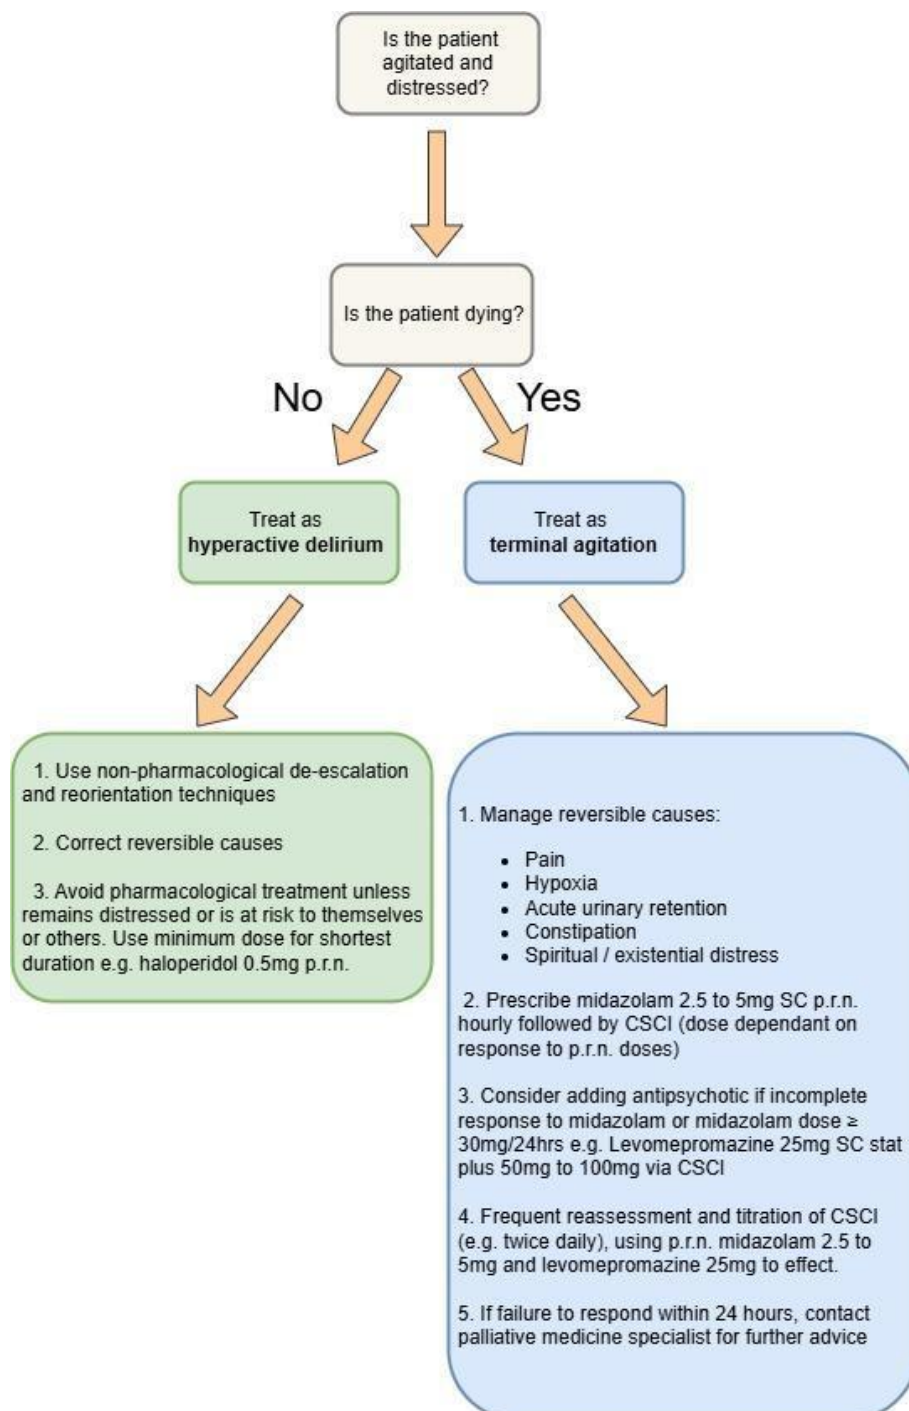 Is the patient
agitated and
distressed?
Is the patient dying?
No
Yes
Treat as
hyperactive delirium
Treat as
terminal agitation
1. Use non-pharmacological de-escalation
and reorientation techniques
2. Correct reversible causes
3. Avoid pharmacological treatment unless
remains distressed or is at risk to themselves
or others. Use minimum dose for shortest
duration e.g. haloperidol 0.5mg p.r.n.
1. Manage reversible causes:
• Pain
• Hypoxia
• Acute urinary retention
• Constipation
• Spiritual / existential distress
2. Prescribe midazolam 2.5 to 5mg SC p.r.n.
hourly followed by CSCI (dose dependant on
response to p.r.n. doses)
3. Consider adding antipsychotic if incomplete
response to midazolam or midazolam dose ≥
30mg/24hrs e.g. Levomepromazine 25mg SC stat
plus 50mg to 100mg via CSCI
4. Frequent reassessment and titration of CSCI
(e.g. twice daily), using p.r.n. midazolam 2.5 to
5mg and levomepromazine 25mg to effect.
5. If failure to respond within 24 hours, contact
palliative medicine specialist for further advice